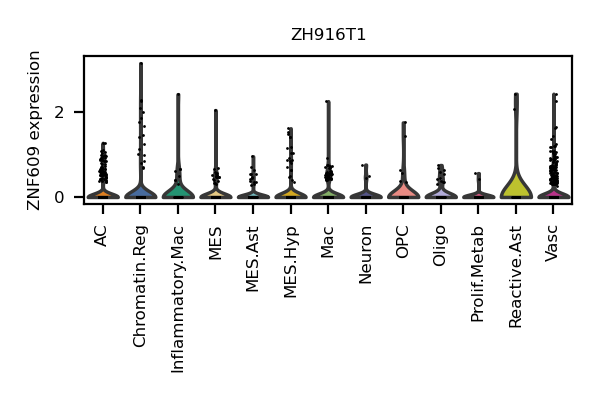 ZH916T1
ZNF609 expression
2
0
AC
Chromatin.Reg
Inflammatory.Mac
MES
MES.Ast
MES.Hyp
Mac
Neuron
OPC
Oligo
Prolif.Metab
Reactive.Ast
Vasc